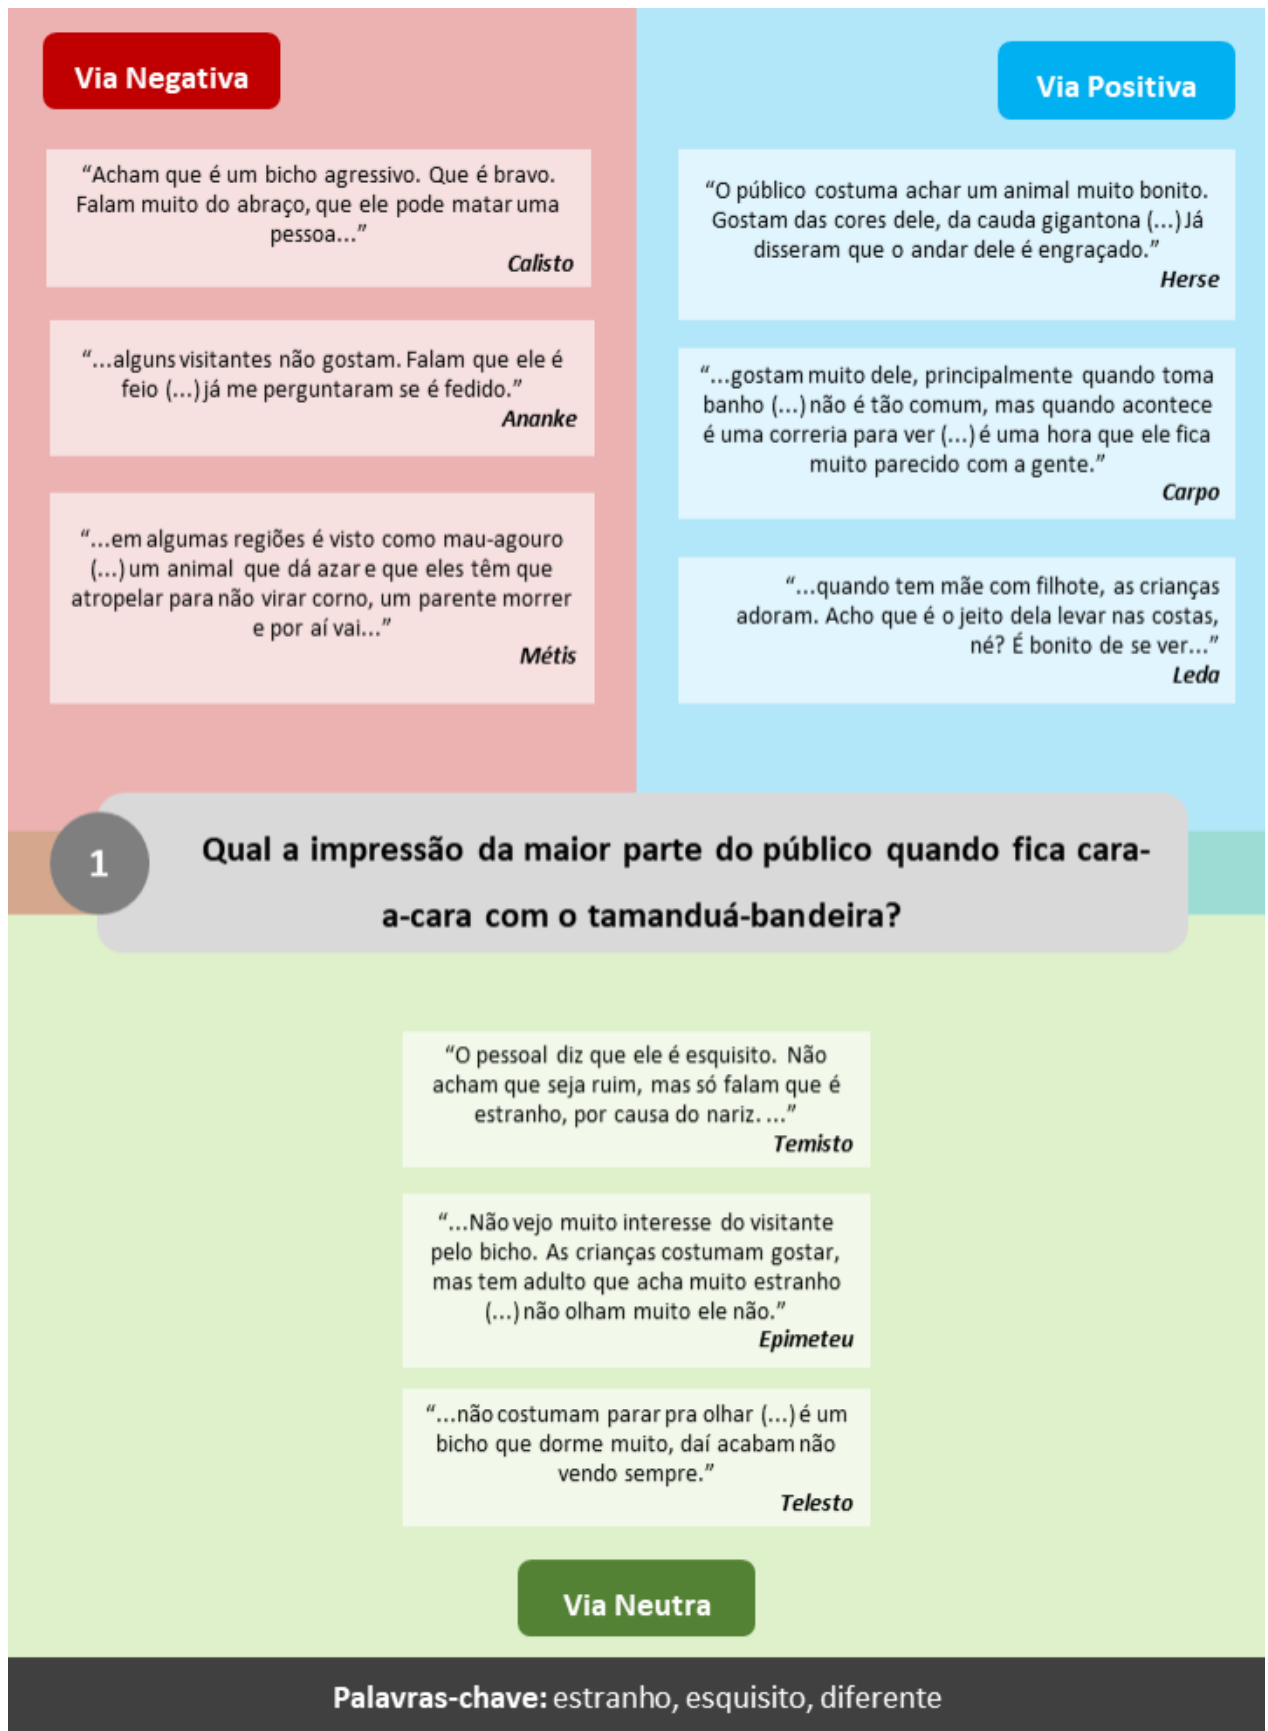 Via Negativa
“Acham que é um bicho agressivo. Que é bravo.
Falam muito do abraço, que ele pode matar uma
pessoa...”
Calisto
“...alguns visitantes não gostam. Falam que ele é
feio (...) já me perguntaram se é fedido.”
Ananke
“...em algumas regiões é visto como mau-agouro
(...) um animal que dá azar e que eles têm que
atropelar para não virar corno, um parente morrer
e por aí vai...”
Métis
Via Positiva
“O público costuma achar um animal muito bonito.
Gostam das cores dele, da cauda gigantona (...) Já
disseram que o andar dele é engraçado.”
Herse
“...gostam muito dele, principalmente quando toma
banho (...) não é tão comum, mas quando acontece
é uma correria para ver (...) é uma hora que ele fica
muito parecido com a gente.”
Carpo
“...quando tem mãe com filhote, as crianças
adoram. Acho que é o jeito dela levar nas costas,
né? É bonito de se ver...”
Leda
1
Qual a impressão da maior parte do público quando fica cara-
a-cara com o tamanduá-bandeira?
“O pessoal diz que ele é esquisito. Não
acham que seja ruim, mas só falam que é
estranho, por causa do nariz. ...”
Temisto
“...Não vejo muito interesse do visitante
pelo bicho. As crianças costumam gostar,
mas tem adulto que acha muito estranho
(...) não olham muito ele não.”
Epimeteu
“...não costumam parar pra olhar (...) é um
bicho que dorme muito, daí acabam não
vendo sempre.”
Telesto
Via Neutra
Palavras-chave: estranho, esquisito, diferente